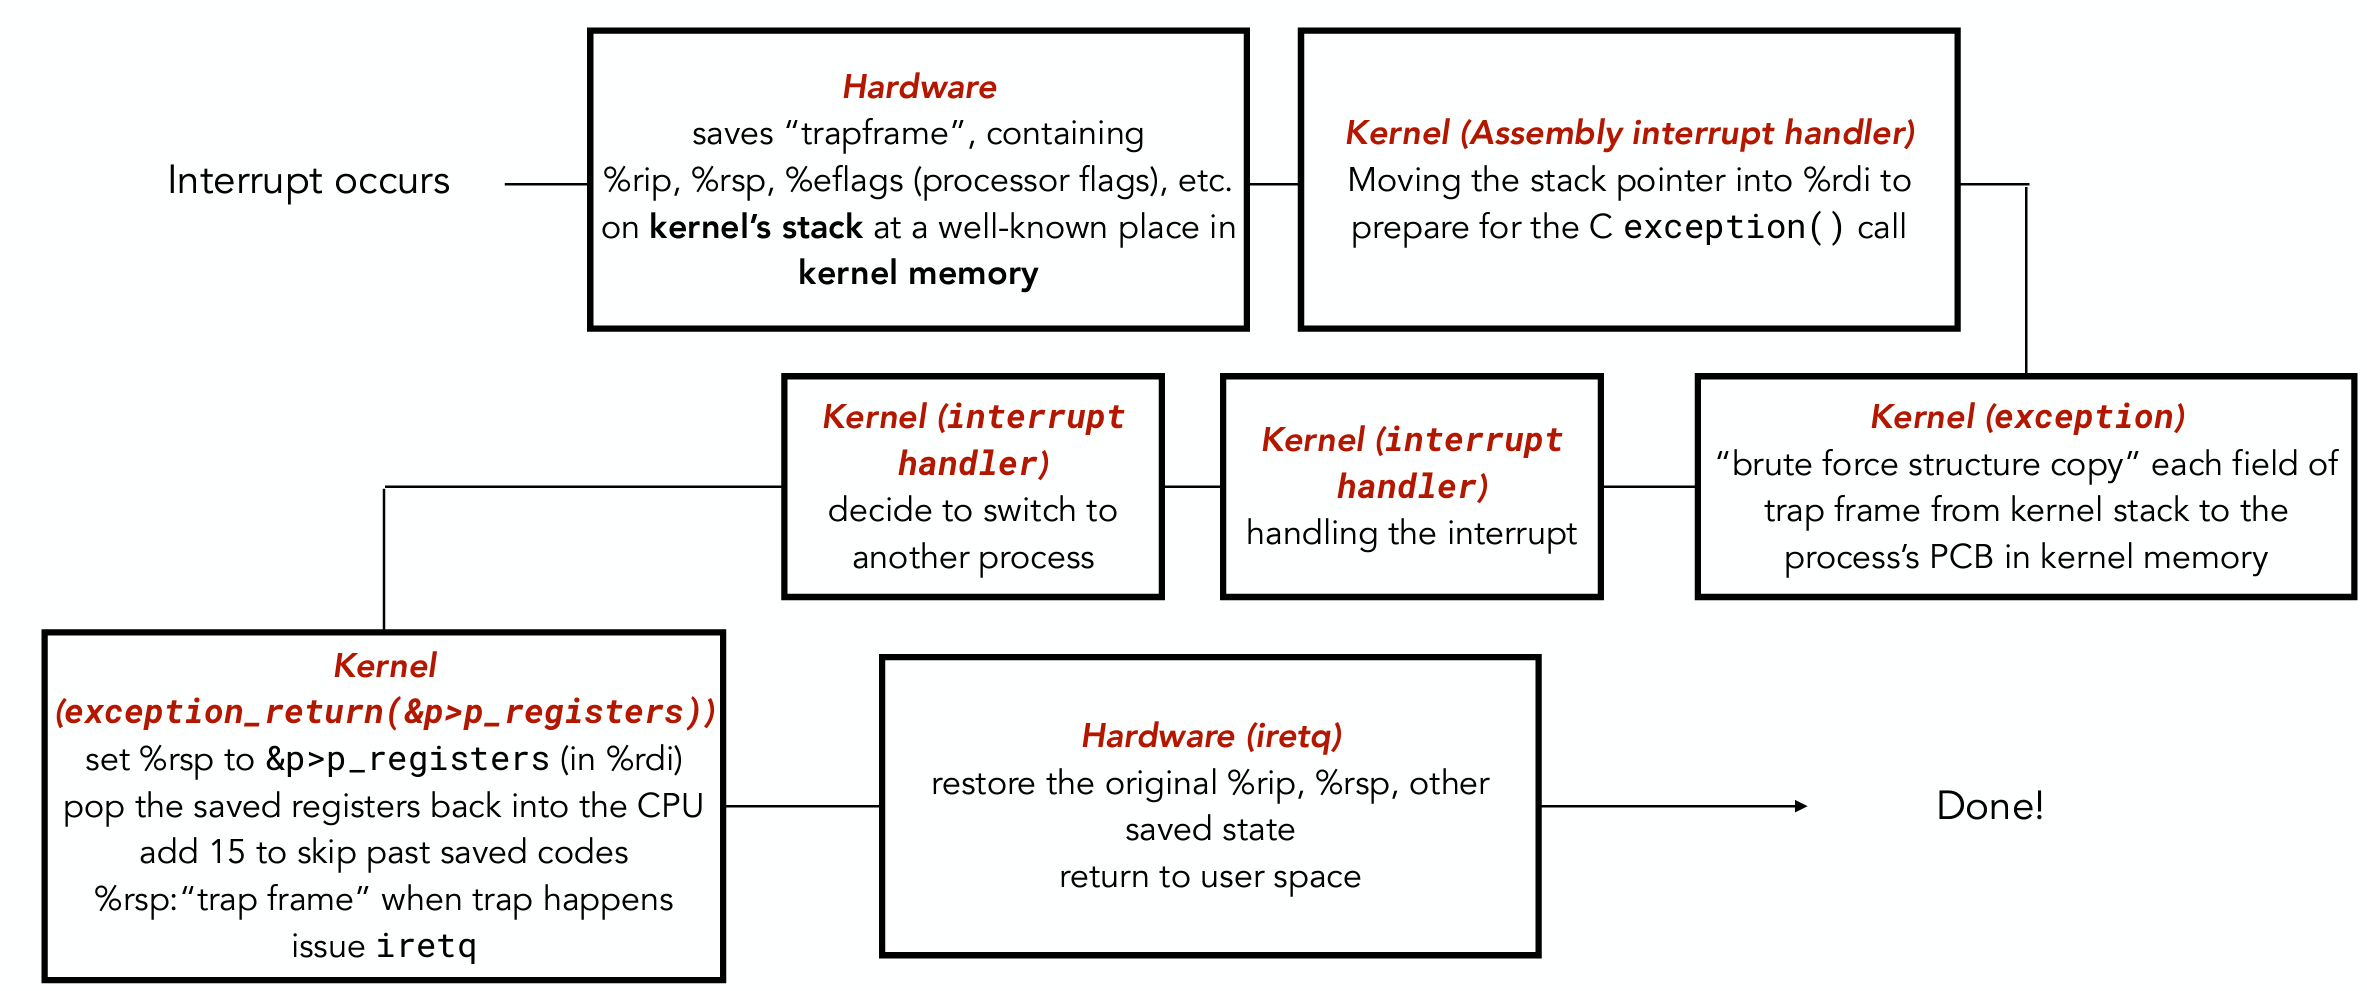 Interrupt occurs
Hardware
saves “trapframe”, containing
%rip, %rsp, %eflags (processor flags), etc.
on kernel’s stack at a well-known place in
kernel memory
Kernel (Assembly interrupt handler)
Moving the stack pointer into %rdi to
prepare for the C exception() call
Kernel (exception)
“brute force structure copy” each field of
trap frame from kernel stack to the
process’s PCB in kernel memory
Kernel (interrupt
handler)
handling the interrupt
Kernel (interrupt
handler)
decide to switch to
another process
Kernel
(exception_return(&p>p_registers))
set %rsp to &p>p_registers (in %rdi)
pop the saved registers back into the CPU
add 15 to skip past saved codes
%rsp:“trap frame” when trap happens
issue iretq
Hardware (iretq)
restore the original %rip, %rsp, other
saved state
return to user space
Done!